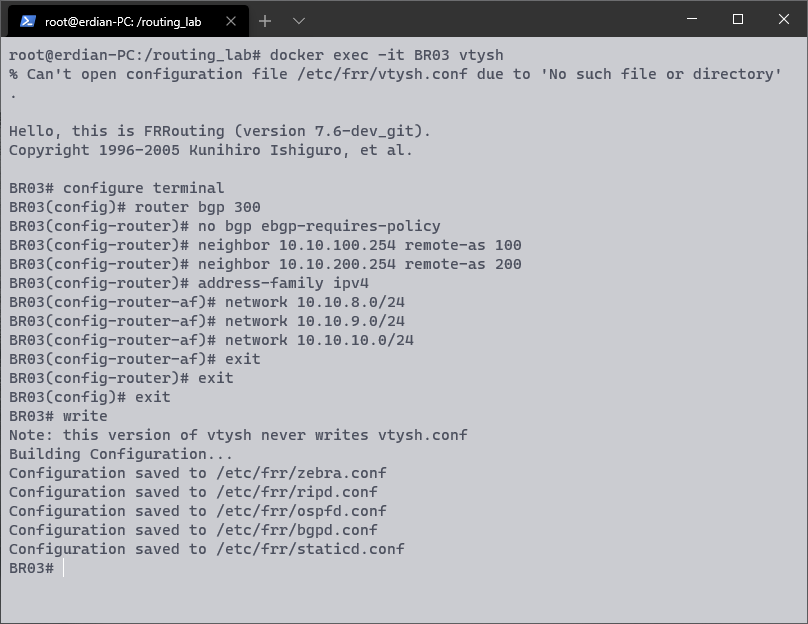 root@erdian-PC: /routing_lab
root@erdian-PC:/routing_lab# docker exec -it BR03 vtysh
% Can't open configuration file /etc/frr/vtysh.conf due to 'No such file or directory'
.
Hello, this is FRRouting (version 7.6-dev_git).
Copyright 1996-2005 Kunihiro Ishiguro, et al.
BR03# configure terminal
BR03(config)# router bgp 300
BR03(config-router)# no bgp ebgp-requires-policy
BR03(config-router)# neighbor 10.10.100.254 remote-as 100
BR03(config-router)# neighbor 10.10.200.254 remote-as 200
BR03(config-router)# address-family ipv4
BR03(config-router-af)# network 10.10.8.0/24
BR03(config-router-af)# network 10.10.9.0/24
BR03(config-router-af)# network 10.10.10.0/24
BR03(config-router-af)# exit
BR03(config-router)# exit
BR03(config)# exit
BR03# write
Note: this version of vtysh never writes vtysh.conf
Building Configuration...
Configuration saved to /etc/frr/zebra.conf
Configuration saved to /etc/frr/ripd.conf
Configuration saved to /etc/frr/ospfd.conf
Configuration saved to /etc/frr/bgpd.conf
Configuration saved to /etc/frr/staticd.conf
BR03#